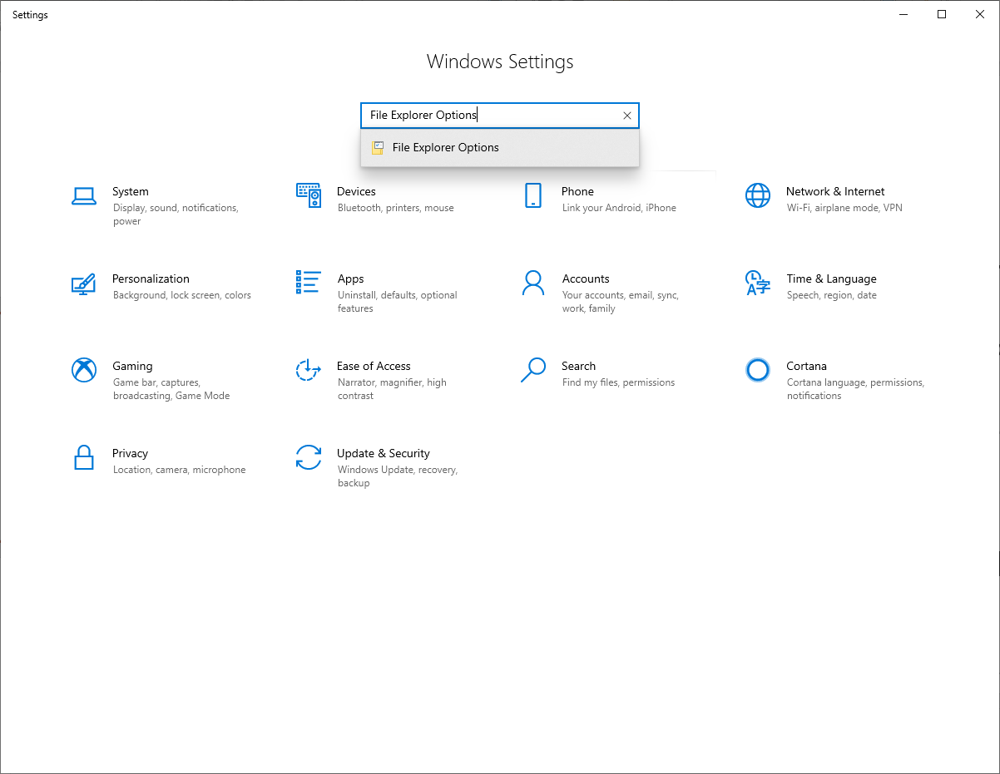 Settings
Windows Settings
File Explorer Options
File Explorer Options
System
Display, sound, notifications,
power
Devices
Bluetooth, printers, mouse
Phone
Link your Android, iPhone
Network & Internet
Wi-Fi, airplane mode, VPN
Personalization
Background, lock screen, colors
Apps
Uninstall, defaults, optional
features
Accounts
Your accounts, email, sync,
work, family
Time & Language
Speech, region, date
Gaming
Game bar, captures,
broadcasting, Game Mode
Ease of Access
Narrator, magnifier, high
contrast
Search
Find my files, permissions
Cortana
Cortana language, permissions,
notifications
Privacy
Location, camera, microphone
Update & Security
Windows Update, recovery,
backup